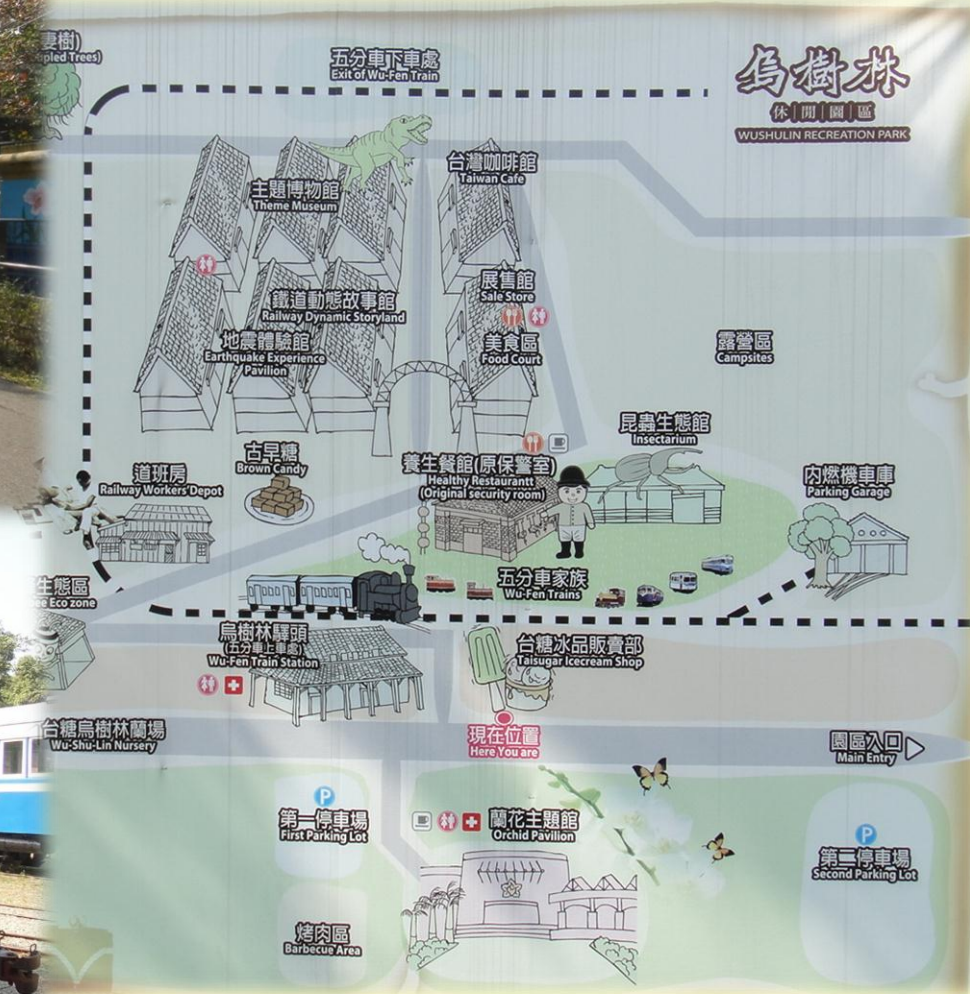 妻樹)
pled Trees)
五分車下車處
Exit of Wu-Fen Train
烏樹林
休|閒|園|區
WUSHULIN RECREATION PARK
台灣咖啡館
Taiwan Cafe
主題博物館
Theme Museum
展售館
Sale Store
鐵道動態故事館
Railway Dynamic Storyland
地震體驗館
Earthquake Experience
Pavilion
美食區
Food Court
露營區
Campsites
昆蟲生態館
Insectarium
古早糖
Brown Candy
道班房
Railway Workers'Depot
養生餐館(原保警室)
Healthy Restaurantt
(Original security room)
內燃機車庫
Parking Garage
五分車家族
Wu-Fen Trains
生態區
Bee Eco zone
烏樹林驛頭
(五分車上車處)
Wu-Fen Train Station
台糖冰品販賣部
Taisugar Icecream Shop
台糖烏樹林蘭場
Wu-Shu-Lin Nursery
現在位置
Here You are
園區入口
Main Entry
P
第一停車場
First Parking Lot
蘭花主題館
Orchid Pavilion
P
第二停車場
Second Parking Lot
烤肉區
Barbecue Area